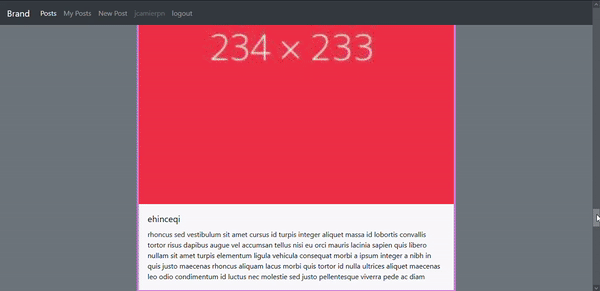 Brand Posts My Posts New Post jcamierpn logout
234 × 233
ehinceqi
rhoncus sed vestibulum sit amet cursus id turpis integer aliquet massa id lobortis convallis
tortor risus dapibus augue vel accumsan tellus nisi eu orci mauris lacinia sapien quis libero
nullam sit amet turpis elementum ligula vehicula consequat morbi a ipsum integer a nibh in
quis justo maecenas rhoncus aliquam lacus morbi quis tortor id nulla ultrices aliquet maecenas
leo odio condimentum id luctus nec molestie sed justo pellentesque viverra pede ac diam